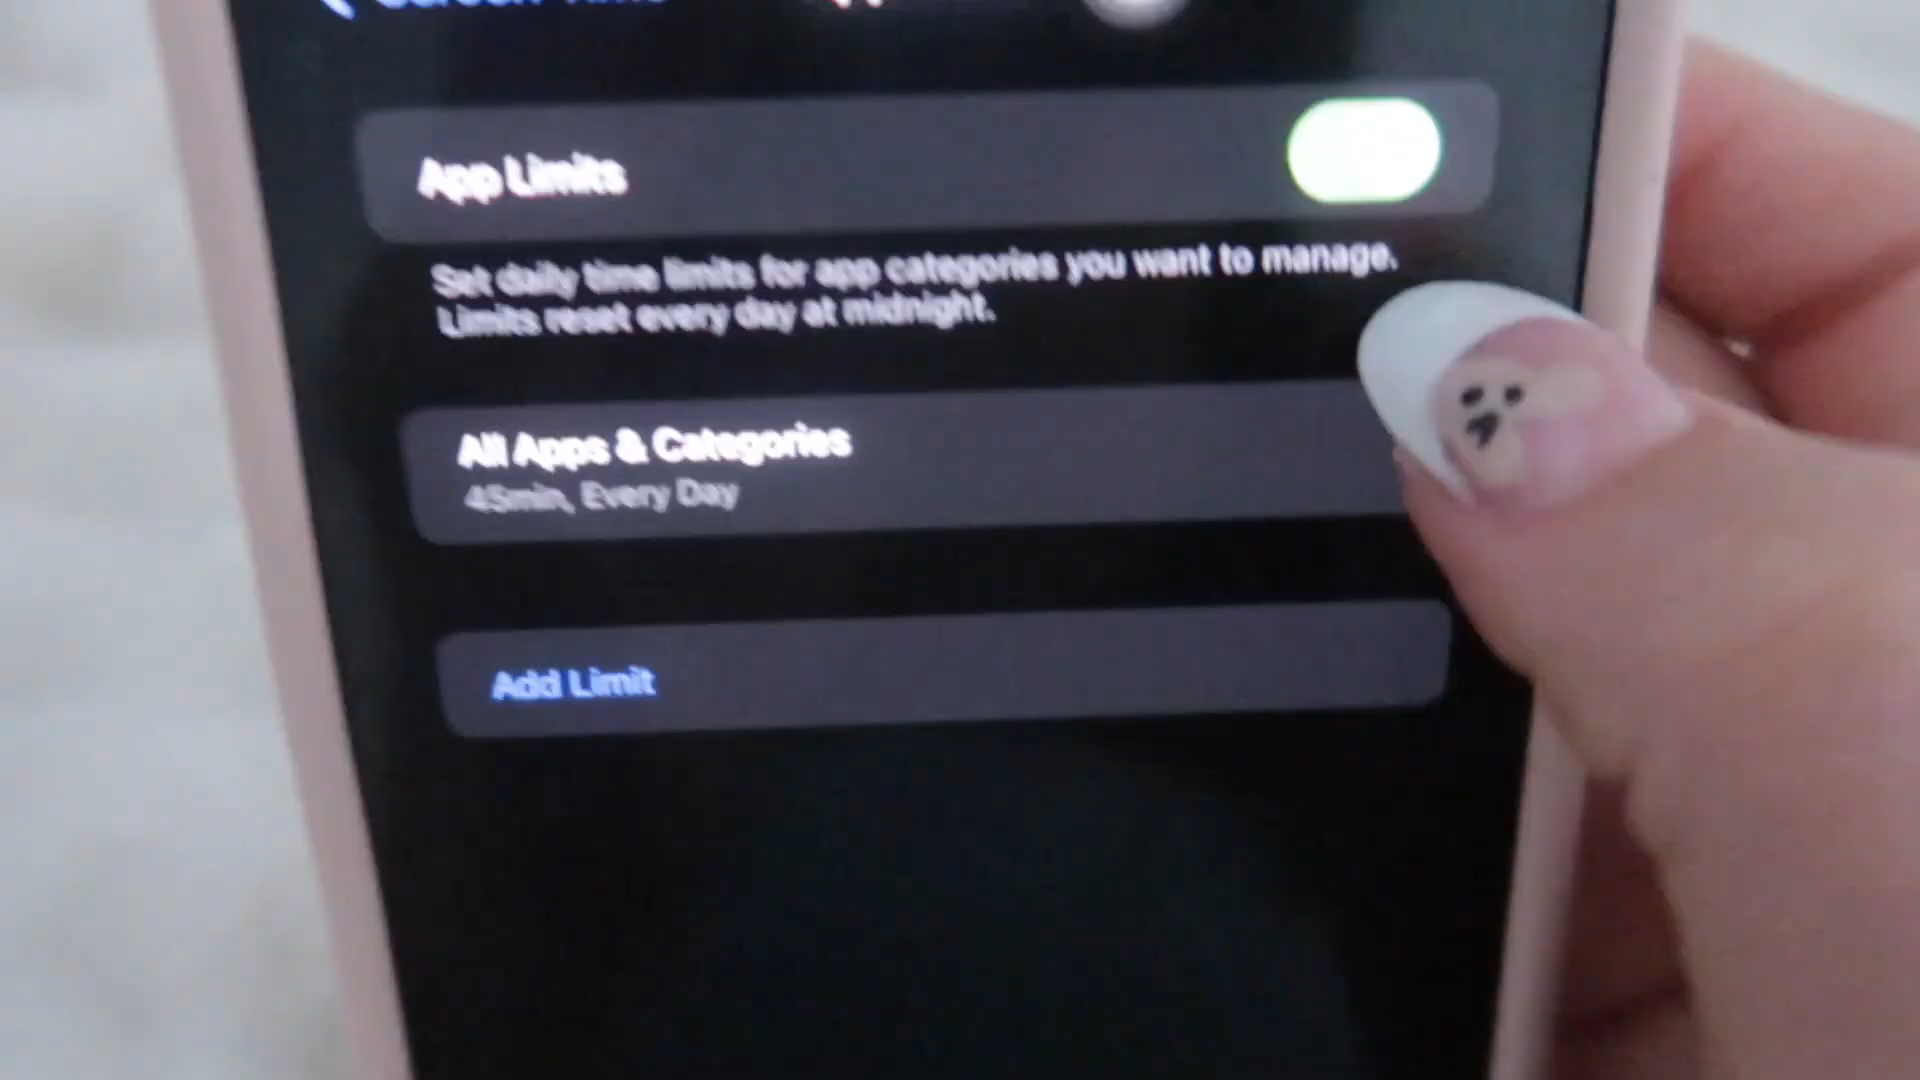 App Limits
Set daily time limits for app categories you want to manage.
Limits reset every day at midnight.
All Apps & Categories
45min, Every Day
Add Limit